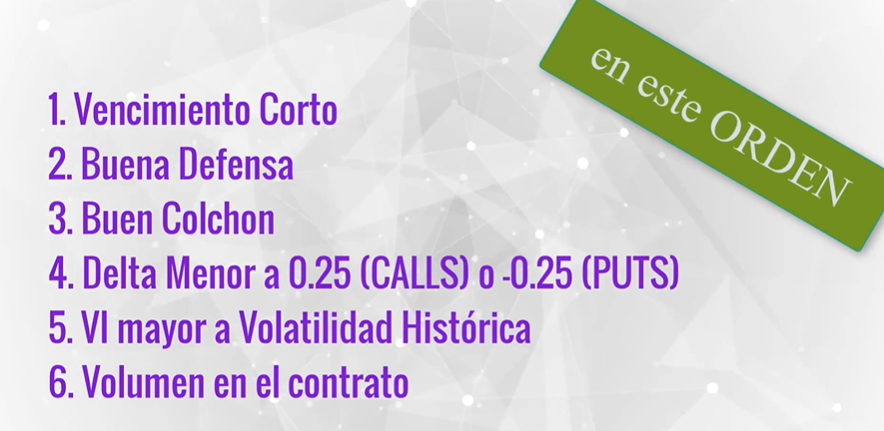 en este ORDEN
1. Vencimiento Corto
2. Buena Defensa
3. Buen Colchon
4. Delta Menor a 0.25 (CALLS) o -0.25 (PUTS)
5. VI mayor a Volatilidad Histórica
6. Volumen en el contrato